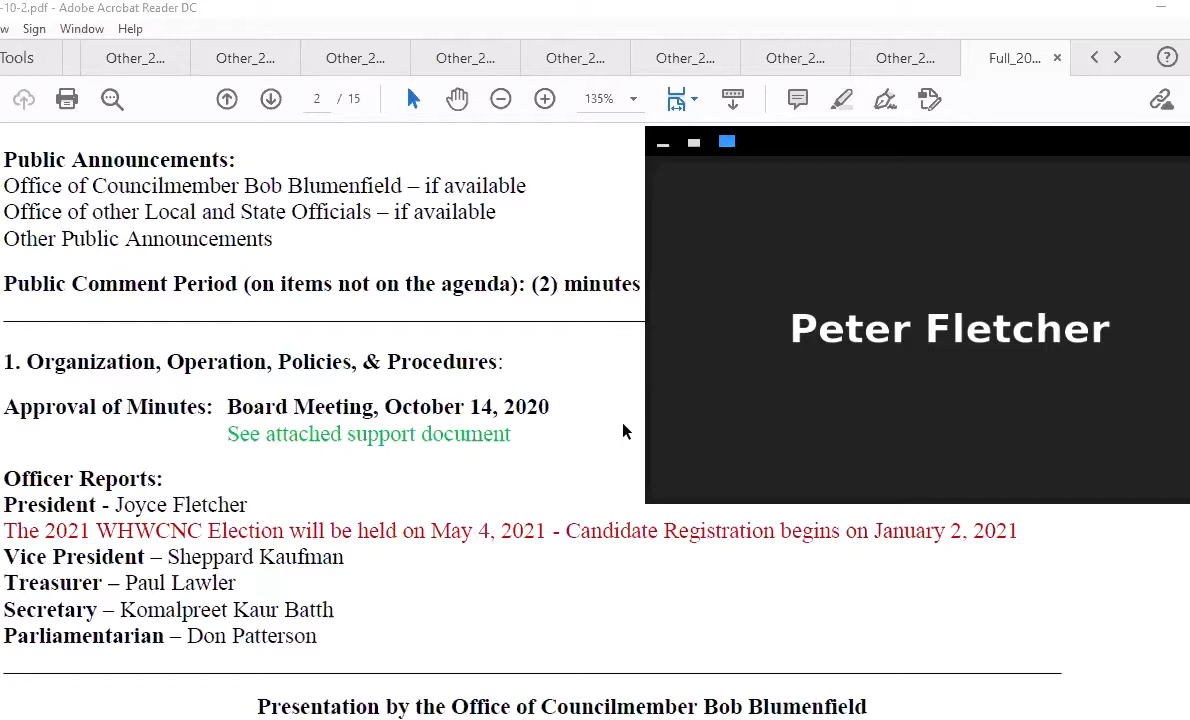 -10-2.pdf - Adobe Acrobat Reader DC
w Sign Window Help
Tools Other_2... Other_2... Other_2... Other_2... Other_2... Other_2... Other_2... Other_2... Full_20... ×
2 / 15 135%
Public Announcements:
Office of Councilmember Bob Blumenfield – if available
Office of other Local and State Officials – if available
Other Public Announcements
Public Comment Period (on items not on the agenda): (2) minutes
Peter Fletcher
1. Organization, Operation, Policies, & Procedures:
Approval of Minutes: Board Meeting, October 14, 2020
See attached support document
Officer Reports:
President - Joyce Fletcher
The 2021 WHWCNC Election will be held on May 4, 2021 - Candidate Registration begins on January 2, 2021
Vice President – Sheppard Kaufman
Treasurer – Paul Lawler
Secretary – Komalpreet Kaur Batth
Parliamentarian – Don Patterson
Presentation by the Office of Councilmember Bob Blumenfield